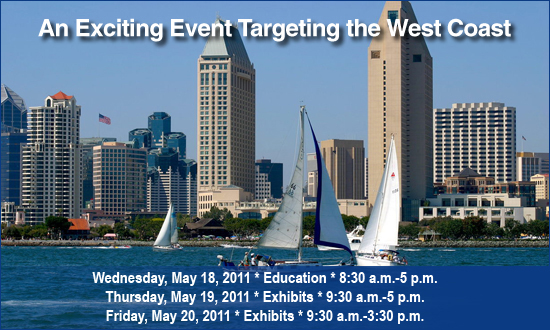 An Exciting Event Targeting the West Coast
Wednesday, May 18, 2011 * Education * 8:30 a.m.-5 p.m.
Thursday, May 19, 2011 * Exhibits * 9:30 a.m.-5 p.m.
Friday, May 20, 2011 * Exhibits * 9:30 a.m.-3:30 p.m.